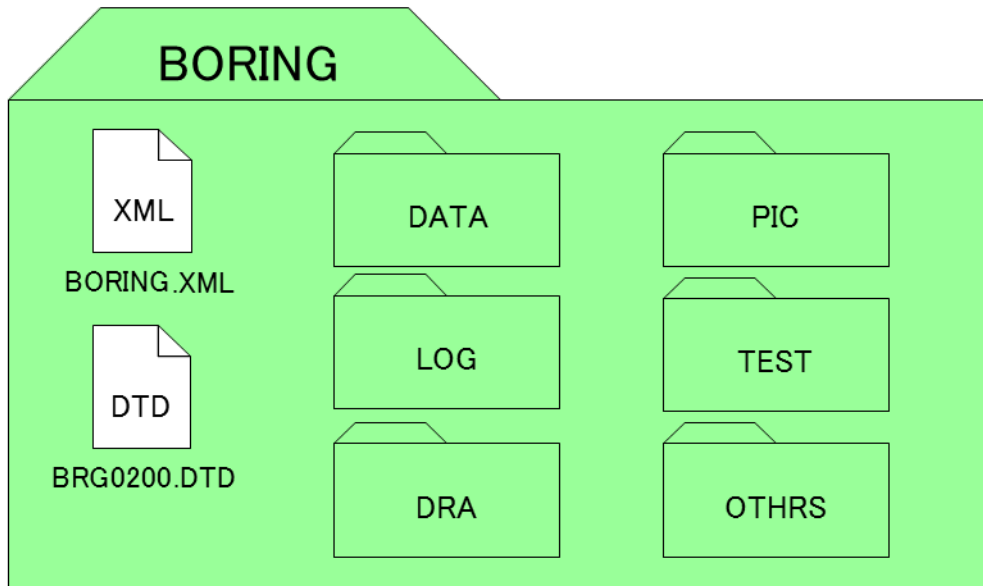 BORING
XML
BORING.XML
DTD
BRG0200.DTD
DATA
LOG
DRA
PIC
TEST
OTHRS